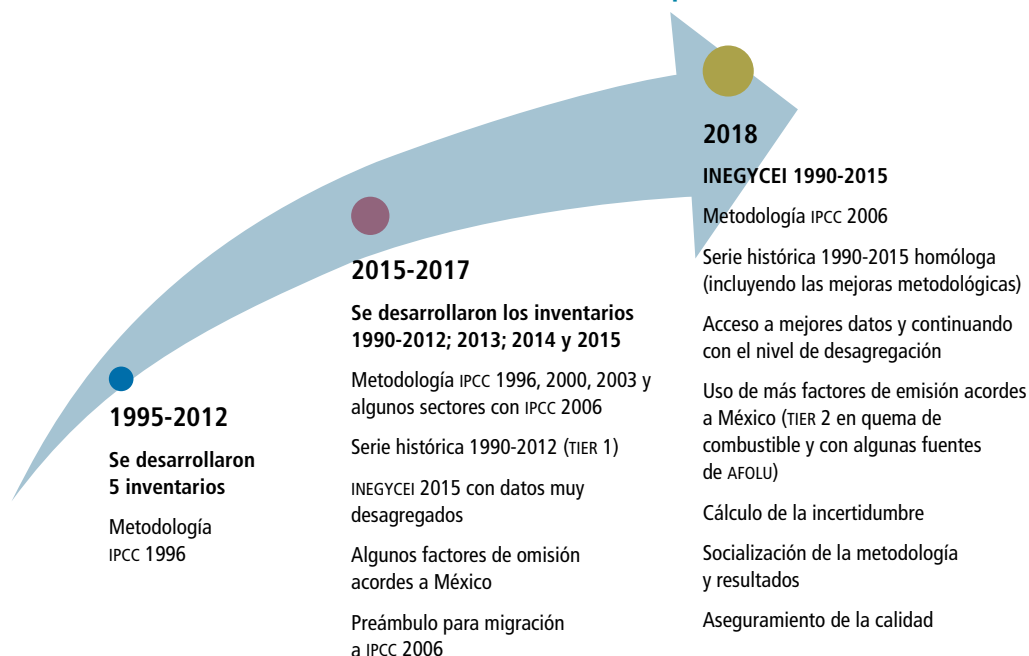 1995-2012
Se desarrollaron
5 inventarios
Metodología
IPCC 1996
2015-2017
Se desarrollaron los inventarios
1990-2012; 2013; 2014 y 2015
Metodología IPCC 1996, 2000, 2003 y
algunos sectores con IPCC 2006
Serie histórica 1990-2012 (TIER 1)
INEGYCEI 2015 con datos muy
desagregados
Algunos factores de omisión
acordes a México
Preámbulo para migración
a IPCC 2006
2018
INEGYCEI 1990-2015
Metodología IPCC 2006
Serie histórica 1990-2015 homóloga
(incluyendo las mejoras metodológicas)
Acceso a mejores datos y continuando
con el nivel de desagregación
Uso de más factores de emisión acordes
a México (TIER 2 en quema de
combustible y con algunas fuentes
de AFOLU)
Cálculo de la incertidumbre
Socialización de la metodología
y resultados
Aseguramiento de la calidad